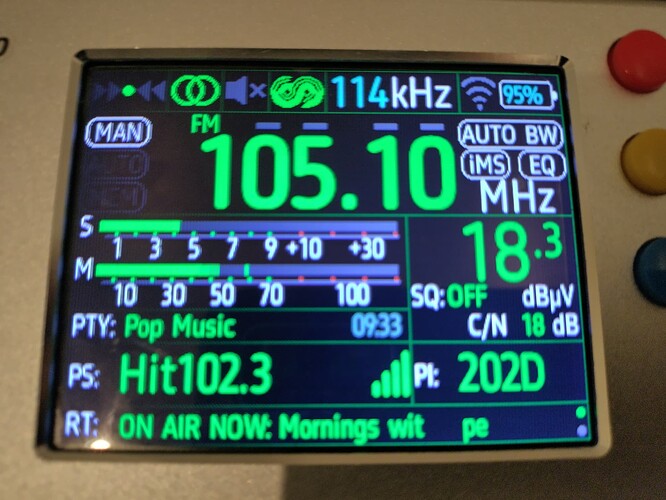 114kHz 95%
MAN FM 105.10 MHz AUTO BW
AUTO iMS EQ
S 1 3 5 7 9 +10 +30
M 10 30 50 70 100
18.3 dBµV
SQ:OFF
C/N 18 dB
PTY: Pop Music 09:33
PS: Hit102.3 PI: 202D
RT: ON AIR NOW: Mornings wit pe